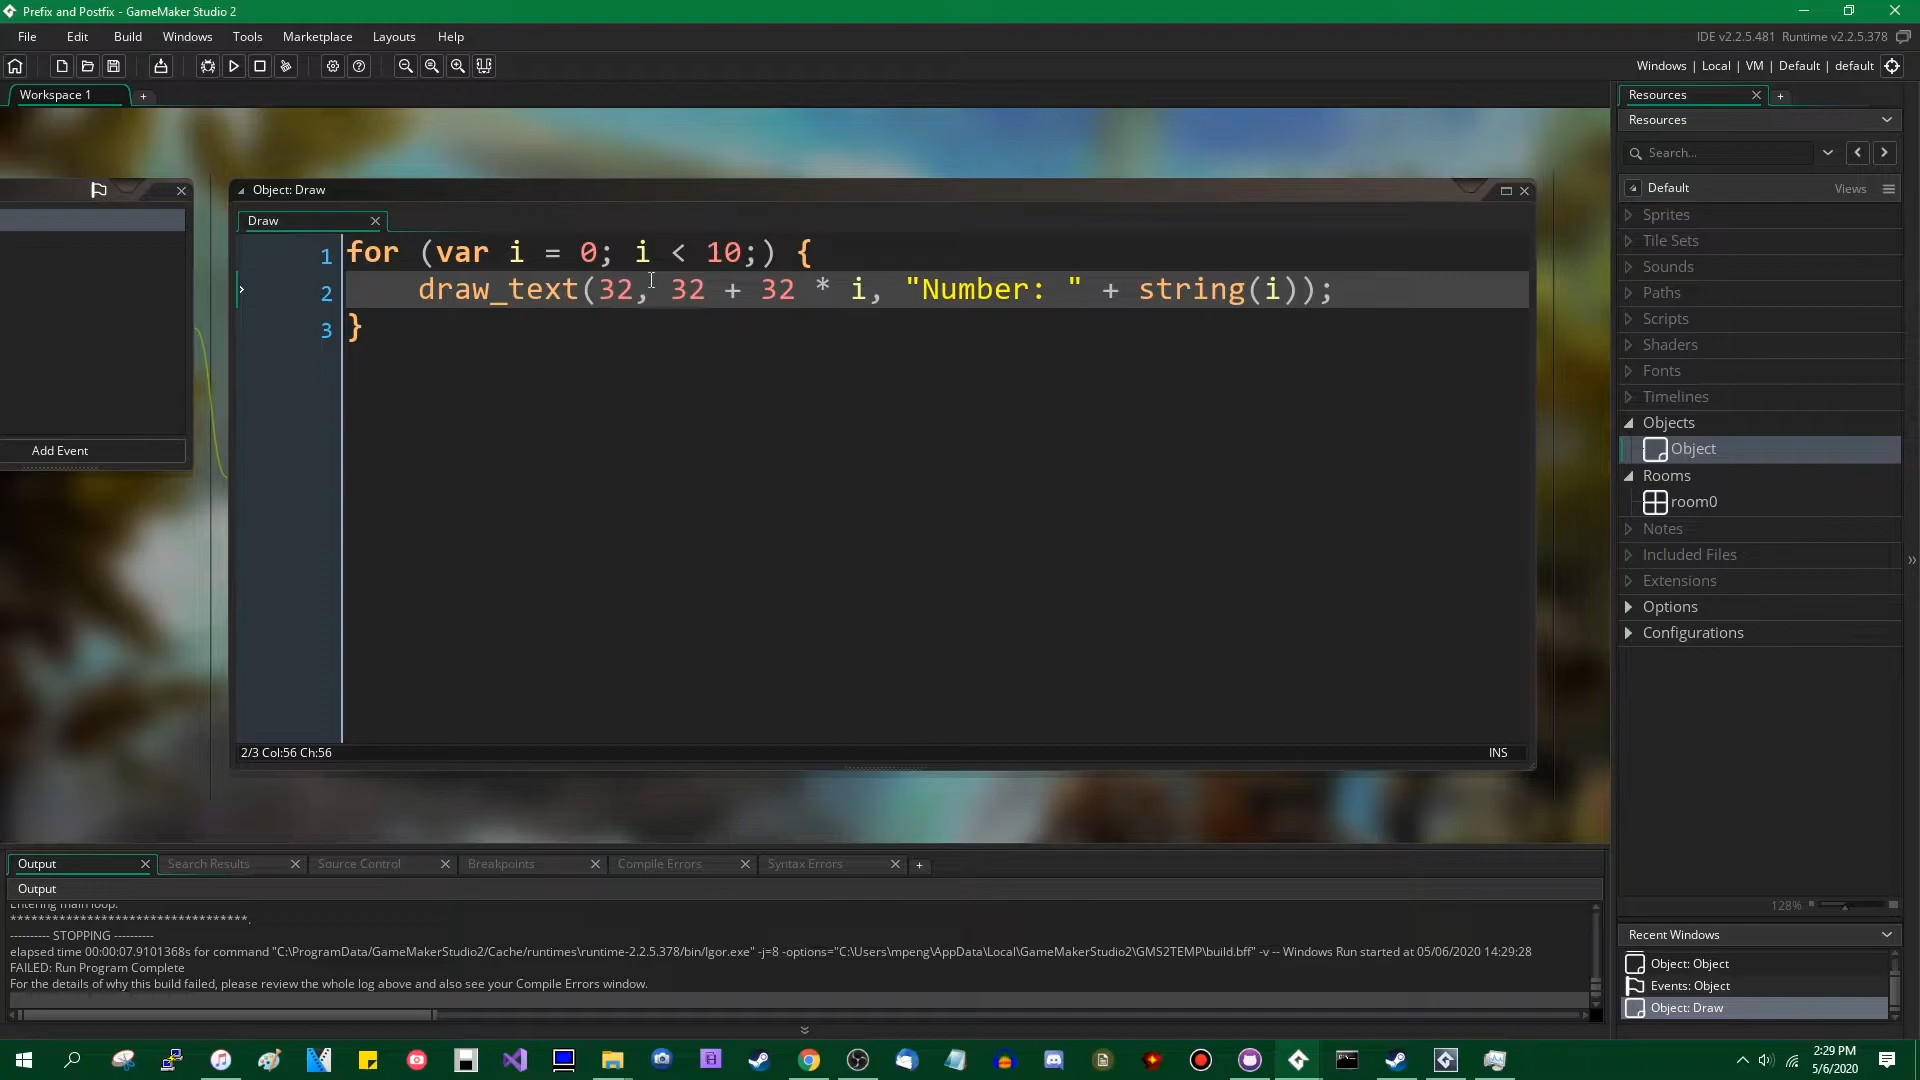 Prefix and Postfix - GameMaker Studio 2
File Edit Build Windows Tools Marketplace Layouts Help
IDE v2.2.5.481 Runtime v2.2.5.378
Windows | Local | VM | Default | default
Workspace 1
Resources
Resources
Search...
Default Views
Sprites
Tile Sets
Sounds
Paths
Scripts
Shaders
Fonts
Timelines
Objects
Object
Rooms
room0
Notes
Included Files
Extensions
Options
Configurations
128%
Recent Windows
Object: Object
Events: Object
Object: Draw
Add Event
Object: Draw
Draw
1 for (var i = 0; i < 10;) {
2 draw_text(32, 32 + 32 * i, "Number: " + string(i));
3 }
2/3 Col:56 Ch:56
INS
Output Search Results Source Control Breakpoints Compile Errors Syntax Errors
Output
Entering main loop.
**********************************.
---------- STOPPING ----------
elapsed time 00:00:07.9101368s for command "C:\ProgramData/GameMakerStudio2/Cache/runtimes\runtime-2.2.5.378/bin/Igor.exe" -j=8 -options="C:\Users\mpeng\AppData\Local\GameMakerStudio2\GMS2TEMP\build.bff" -v -- Windows Run started at 05/06/2020 14:29:28
FAILED: Run Program Complete
For the details of why this build failed, please review the whole log above and also see your Compile Errors window.
2:29 PM
5/6/2020